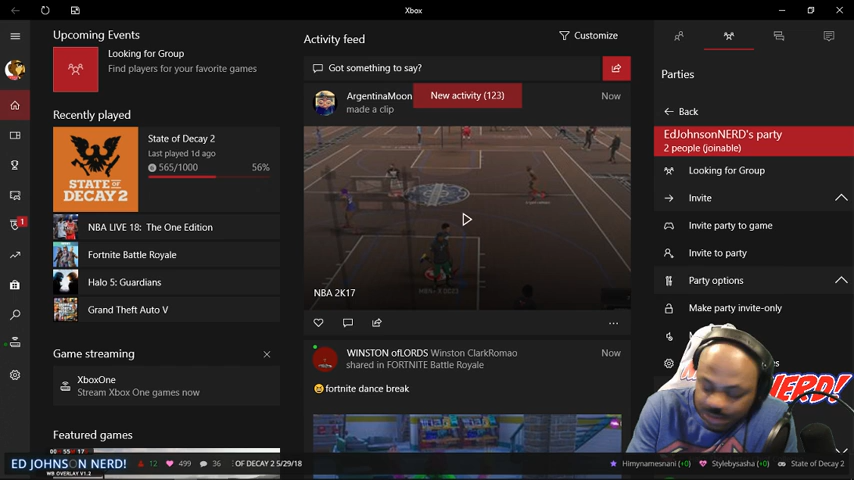 Xbox
Upcoming Events
Looking for Group
Find players for your favorite games
Recently played
STATE OF DECAY 2
State of Decay 2
Last played 1d ago
565/1000
56%
NBA LIVE 18: The One Edition
Fortnite Battle Royale
Halo 5: Guardians
Grand Theft Auto V
Game streaming
XboxOne
Stream Xbox One games now
Featured games
1
Activity feed
Customize
Got something to say?
ArgentinaMoon
made a clip
New activity (123)
Now
NBA 2K17
WINSTON ofLORDS Winston ClarkRomao
shared in FORTNITE Battle Royale
Now
fortnite dance break
Parties
Back
EdJohnsonNERD's party
2 people (joinable)
Looking for Group
Invite
Invite party to game
Invite to party
Party options
Make party invite-only
NERD!
ED JOHNSON NERD!
12
499
36
OF DECAY 2 5/29/18
Himynamesnani (+0)
Stylebysasha (+0)
State of Decay 2